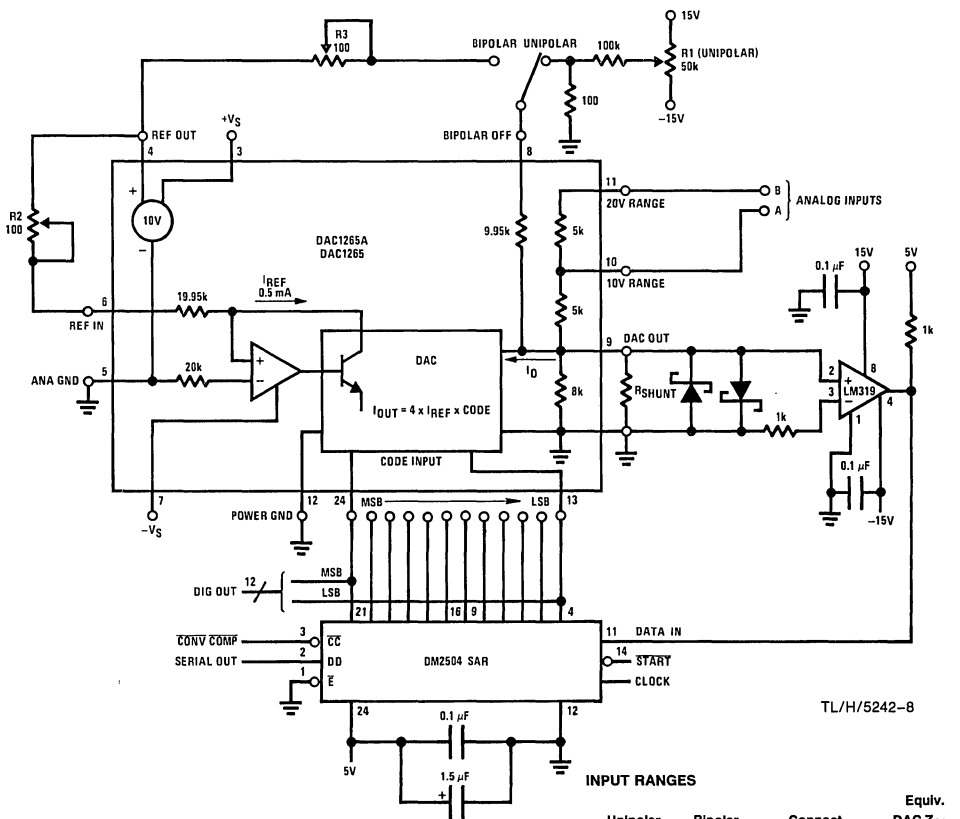 R3
100
BIPOLAR UNIPOLAR
100k
15V
R1 (UNIPOLAR)
50k
100
−15V
+VS
REF OUT
4
3
BIPOLAR OFF
8
R2
100
+
10V
−
DAC1265A
DAC1265
9.95k
5k
11
20V RANGE
B
A
ANALOG INPUTS
10
10V RANGE
5k
15V
5V
0.1 µF
1k
6
REF IN
19.95k
IREF
0.5 mA
9
DAC OUT
5
ANA GND
20k
+
−
DAC
IOUT = 4 x IREF x CODE
IO
8k
RSHUNT
1k
2
3
+
−
LM319
8
4
1
CODE INPUT
0.1 µF
−15V
7
−VS
12
POWER GND
24
MSB
LSB
13
DIG OUT
12
MSB
LSB
21
16
9
4
CONV COMP
3
CC
SERIAL OUT
2
DD
1
E
DM2504 SAR
11
DATA IN
14
START
CLOCK
24
12
0.1 µF
5V
1.5 µF
+
TL/H/5242–8
INPUT RANGES
Equiv.
Unipolar Bipolar Connect